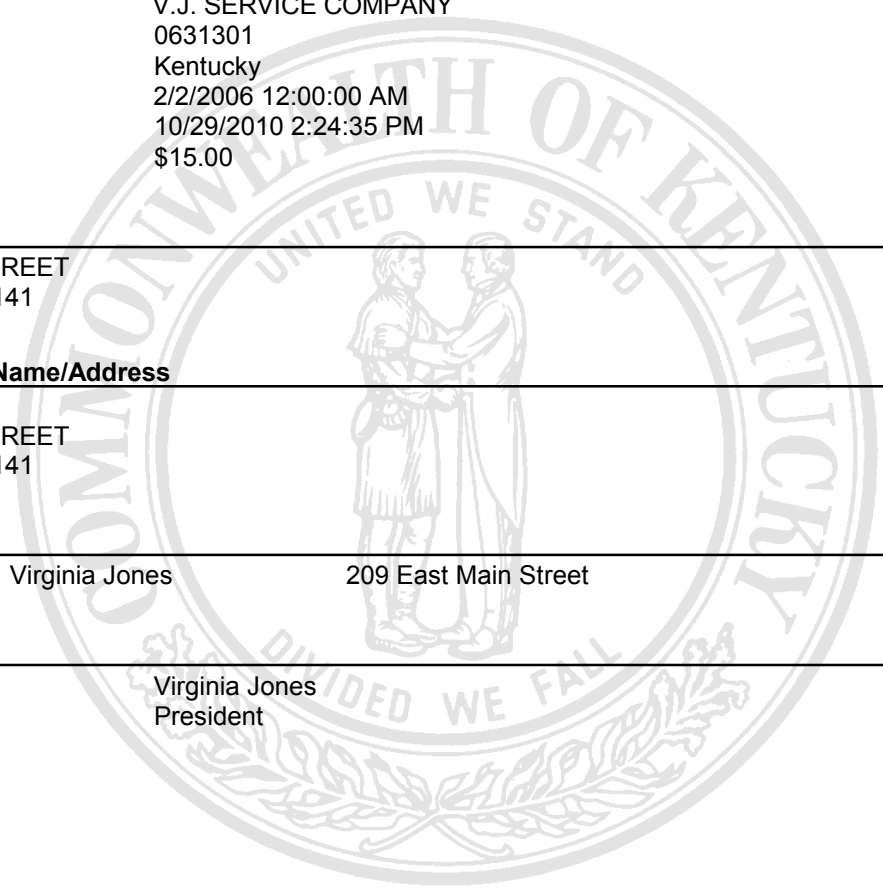 V.J. SERVICE COMPANY
0631301
Kentucky
2/2/2006 12:00:00 AM
10/29/2010 2:24:35 PM
$15.00
REET
141
Name/Address
REET
141
Virginia Jones 209 East Main Street
Virginia Jones
President
COMMONWEALTH OF KENTUCKY
UNITED WE STAND
DIVIDED WE FALL